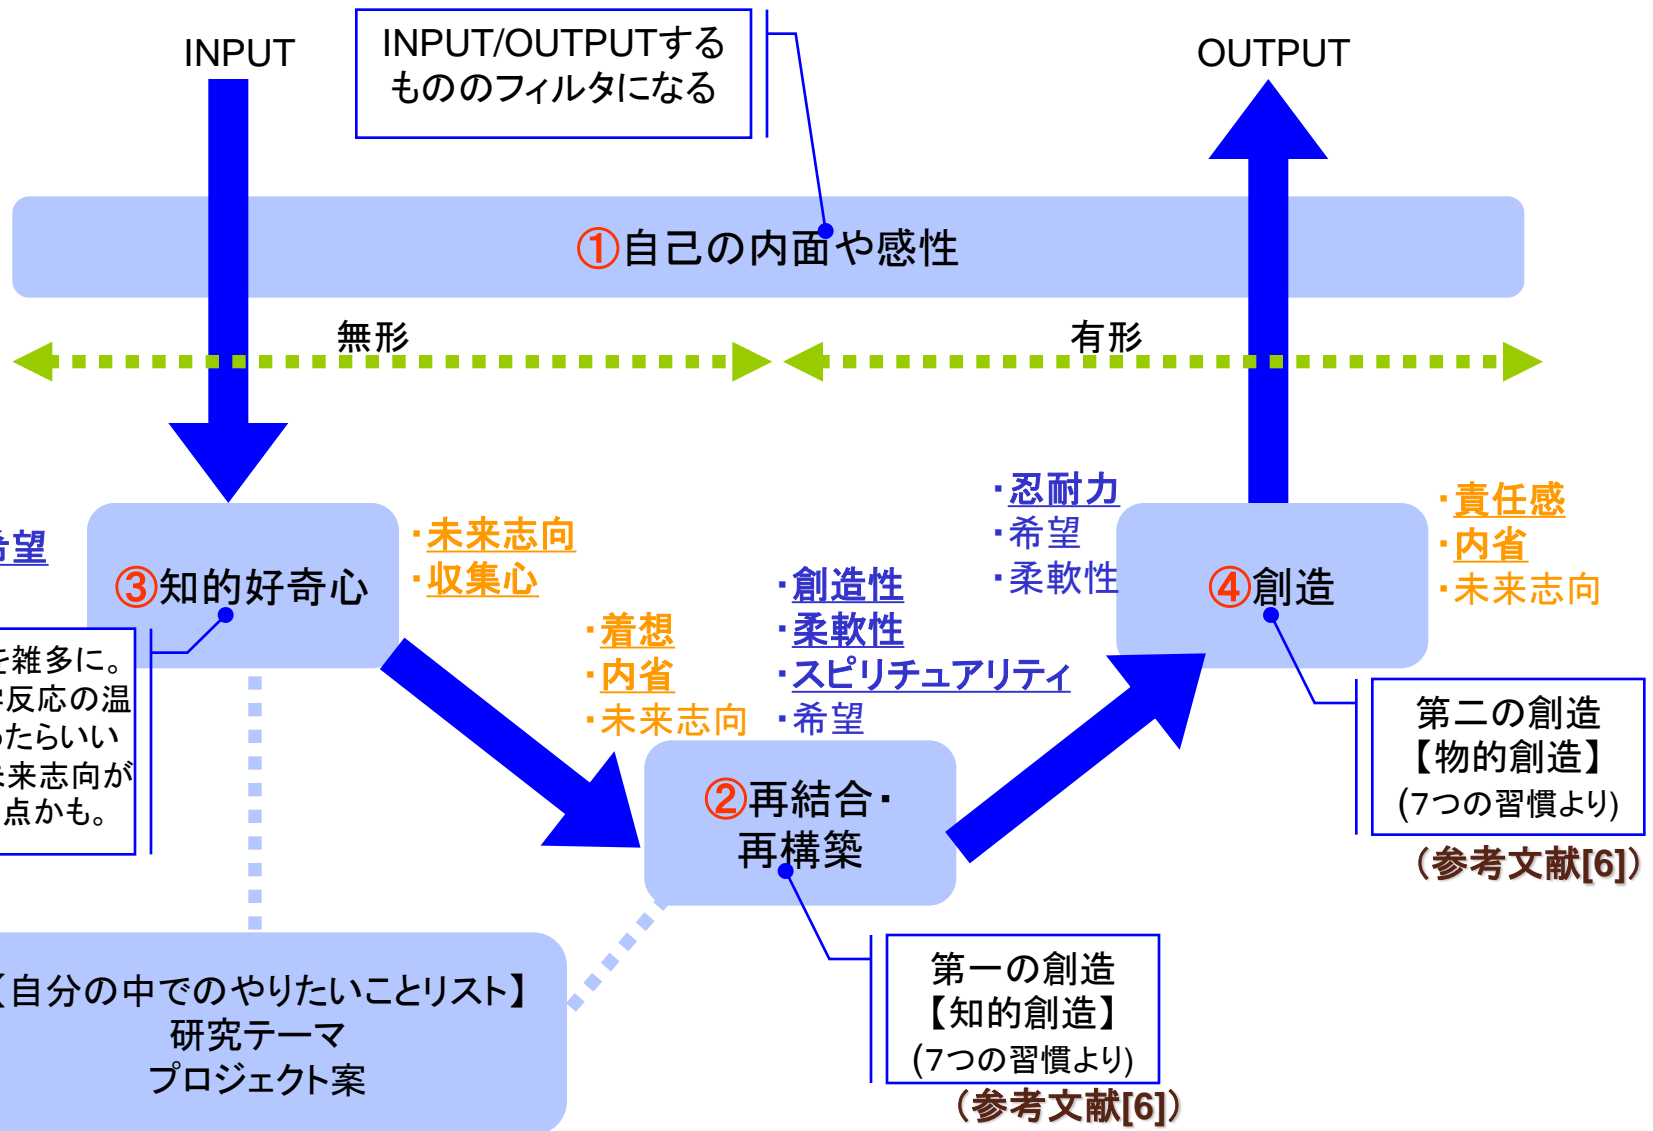 INPUT
INPUT/OUTPUTする
もののフィルタになる
OUTPUT
①自己の内面や感性
無形
有形
希望
③知的好奇心
・未来志向
・収集心
・忍耐力
・希望
・柔軟性
④創造
・責任感
・内省
・未来志向
・着想
・内省
・未来志向
・創造性
・柔軟性
・スピリチュアリティ
・希望
を雑多に。
反応の温
ったらいい
未来志向が
点かも。
②再結合・
再構築
第二の創造
【物的創造】
(7つの習慣より)
（参考文献[6]）
【自分の中でのやりたいことリスト】
研究テーマ
プロジェクト案
第一の創造
【知的創造】
(7つの習慣より)
（参考文献[6]）